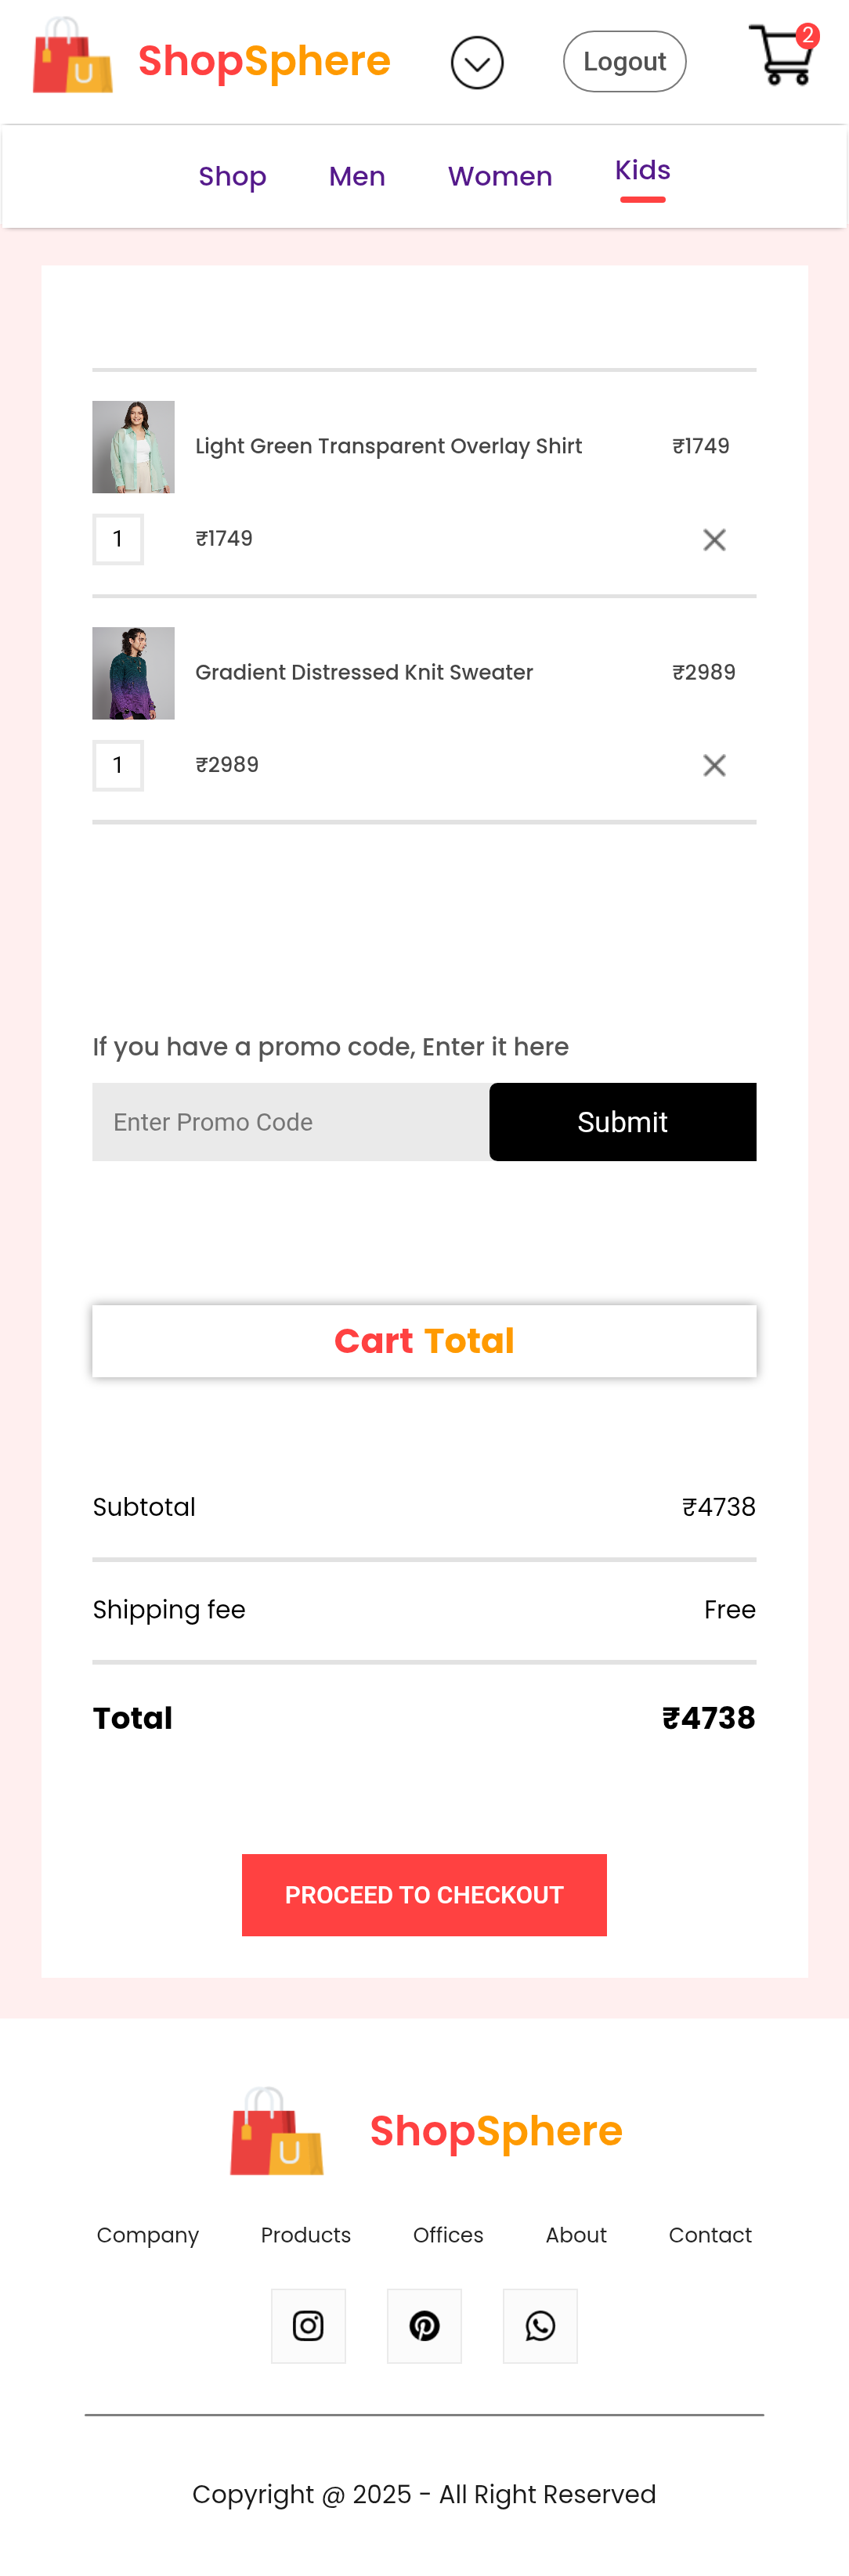 ShopSphere
Logout
2
Shop Men Women Kids
Light Green Transparent Overlay Shirt ₹1749
1 ₹1749
Gradient Distressed Knit Sweater ₹2989
1 ₹2989
If you have a promo code, Enter it here
Enter Promo Code Submit
Cart Total
Subtotal ₹4738
Shipping fee Free
Total ₹4738
PROCEED TO CHECKOUT
U
ShopSphere
Company Products Offices About Contact
Copyright @ 2025 - All Right Reserved